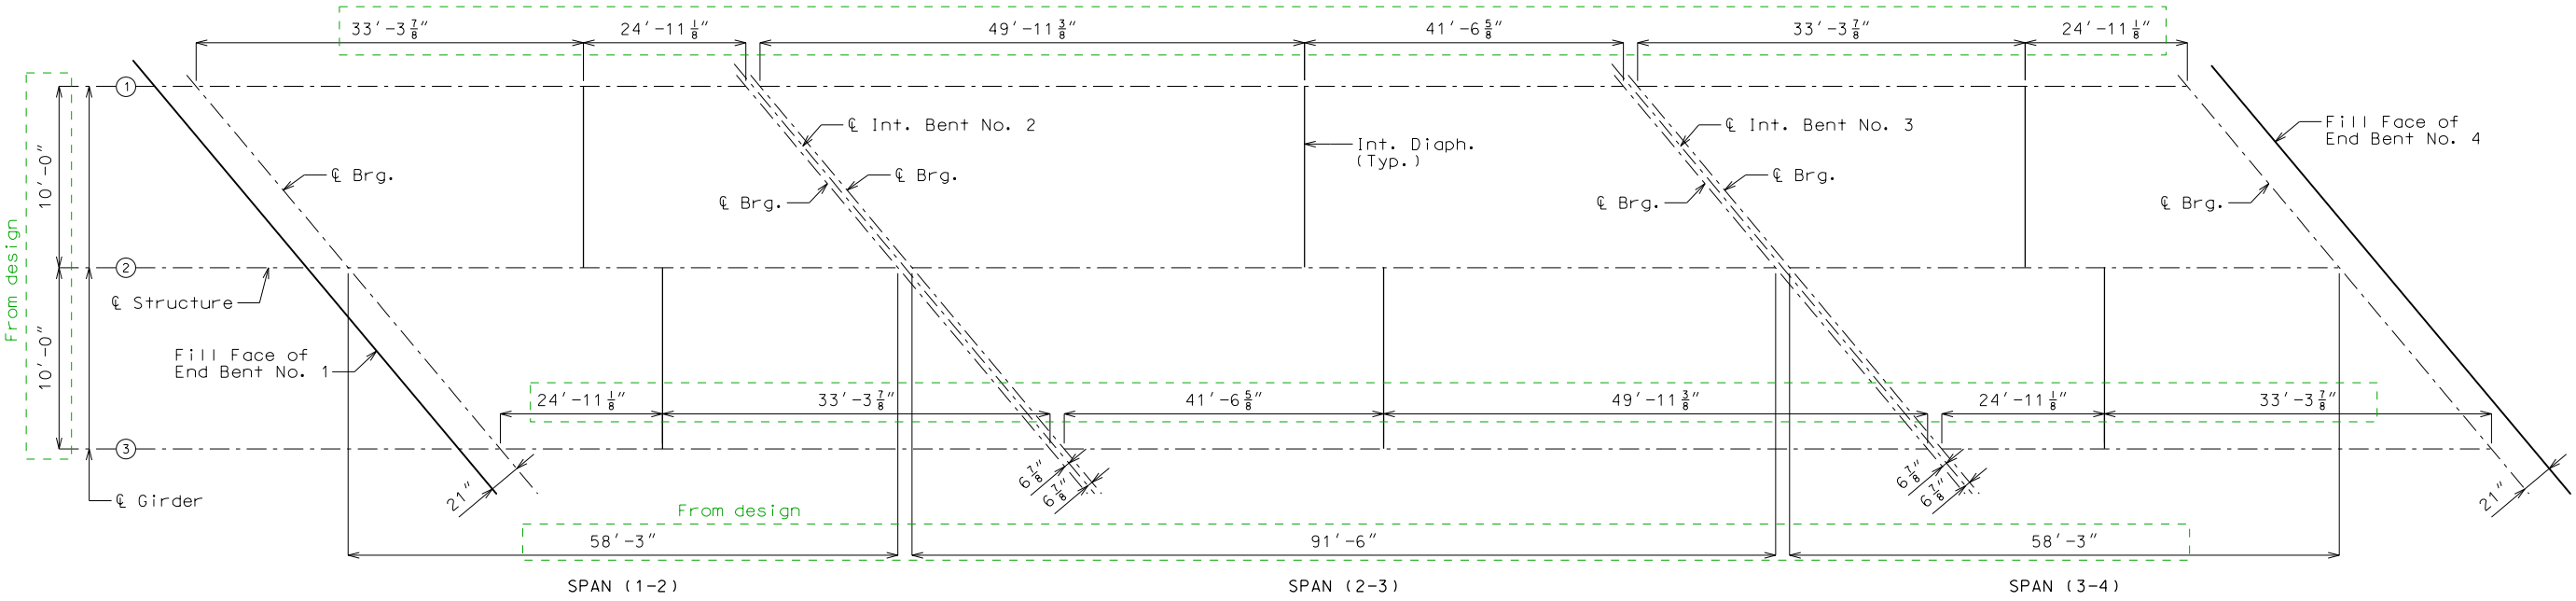 33'-3 7/8" 24'-11 1/8" 49'-11 3/8" 41'-6 5/8" 33'-3 7/8" 24'-11 1/8"
1
℄ Int. Bent No. 2
℄ Int. Bent No. 3
Fill Face of
End Bent No. 4
Int. Diaph.
(Typ.)
10'-0"
℄ Brg.
℄ Brg.
℄ Brg.
℄ Brg.
℄ Brg.
℄ Brg.
From design
2
℄ Structure
10'-0"
Fill Face of
End Bent No. 1
24'-11 1/8" 33'-3 7/8" 41'-6 5/8" 49'-11 3/8" 24'-11 1/8" 33'-3 7/8"
3
6 7/8"
6 7/8"
6 7/8"
6 7/8"
21"
21"
℄ Girder
From design
58'-3" 91'-6" 58'-3"
SPAN (1-2) SPAN (2-3) SPAN (3-4)